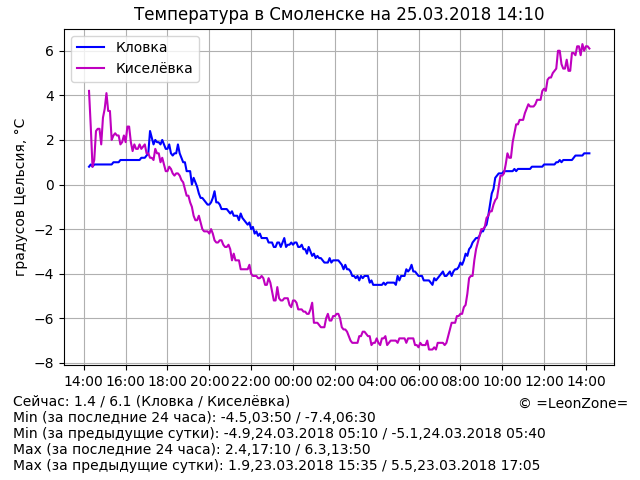 Температура в Смоленске на 25.03.2018 14:10
Кловка
Киселёвка
градусов Цельсия, °C
6
4
2
0
−2
−4
−6
−8
14:00 16:00 18:00 20:00 22:00 00:00 02:00 04:00 06:00 08:00 10:00 12:00 14:00
Сейчас: 1.4 / 6.1 (Кловка / Киселёвка)
© =LeonZone=
Min (за последние 24 часа): -4.5,03:50 / -7.4,06:30
Min (за предыдущие сутки): -4.9,24.03.2018 05:10 / -5.1,24.03.2018 05:40
Max (за последние 24 часа): 2.4,17:10 / 6.3,13:50
Max (за предыдущие сутки): 1.9,23.03.2018 15:35 / 5.5,23.03.2018 17:05